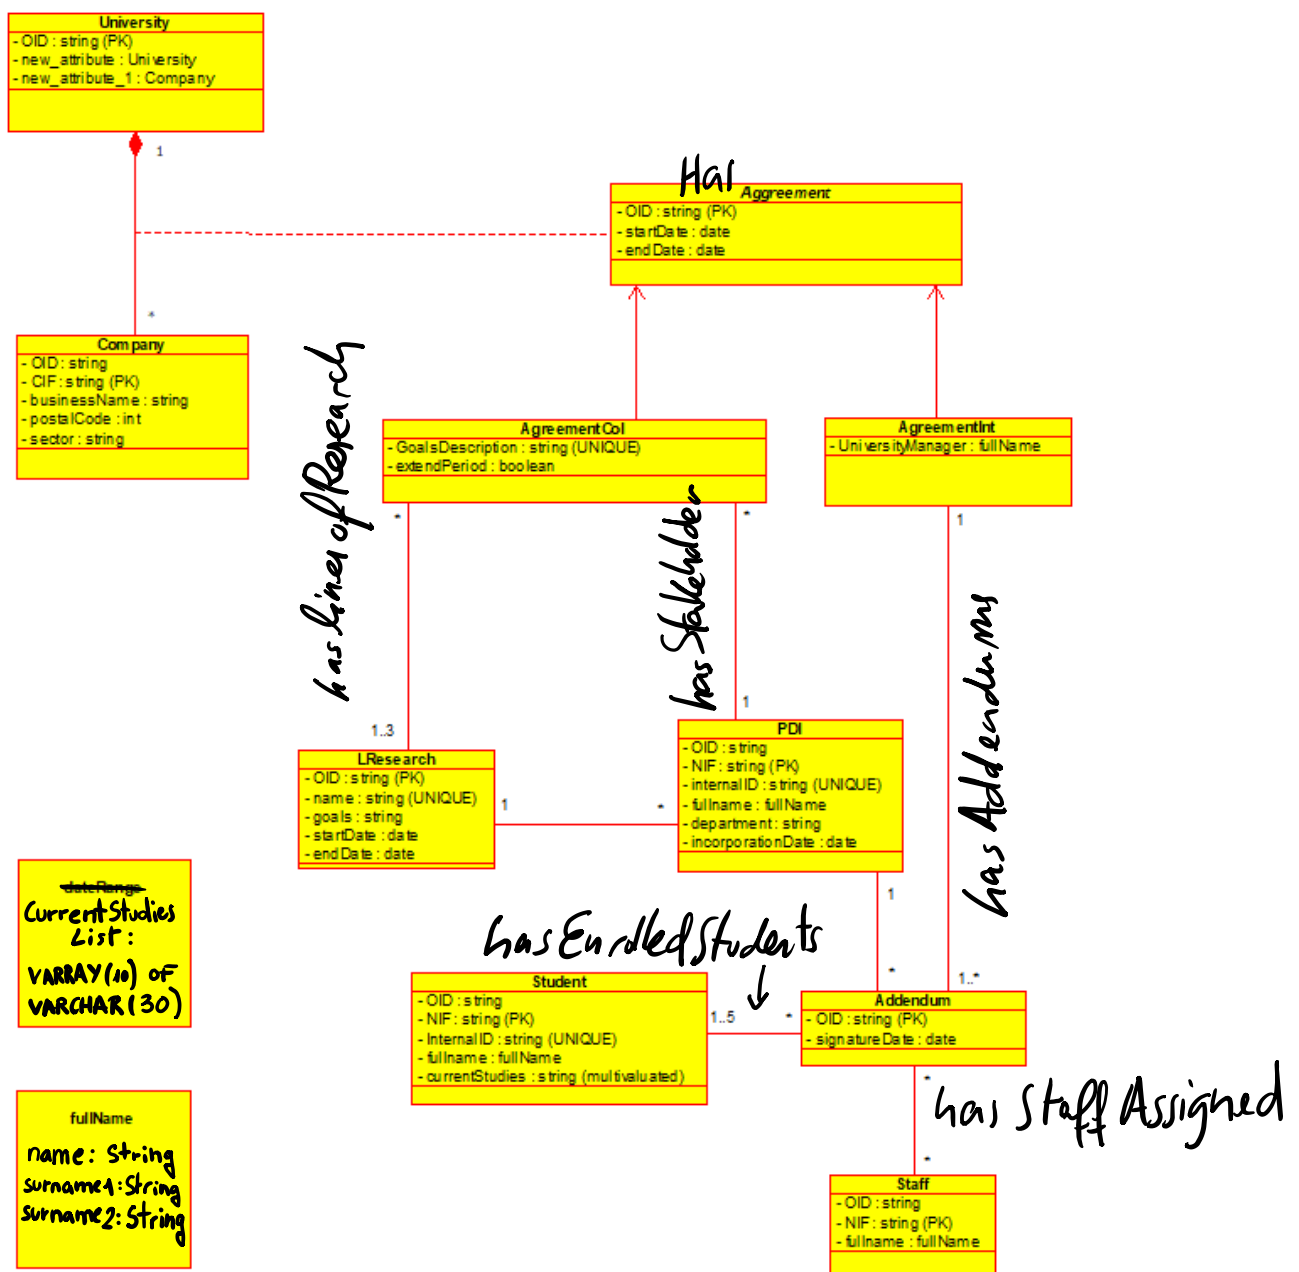 University
- OID : string (PK)
- new_attribute : University
- new_attribute_1 : Company
1
*
Has
Aggreement
- OID : string (PK)
- startDate : date
- endDate : date
Company
- OID : string
- CIF : string (PK)
- businessName : string
- postalCode : int
- sector : string
AgreementCol
- GoalsDescription : string (UNIQUE)
- extendPeriod : boolean
AgreementInt
- UniversityManager : fullName
*
*
1
has lines of Research
has Stakeholder
has Addendums
1..3
1
LResearch
- OID : string (PK)
- name : string (UNIQUE)
- goals : string
- startDate : date
- endDate : date
1
*
PDI
- OID : string
- NIF : string (PK)
- internalID : string (UNIQUE)
- fullname : fullName
- department : string
- incorporationDate : date
1
*
1..*
dateRange
CurrentStudies
List :
VARRAY(10) OF
VARCHAR(30)
hasEnrolledStudents
Student
- OID : string
- NIF : string (PK)
- InternalID : string (UNIQUE)
- fullname : fullName
- currentStudies : string (multivaluated)
1..5
*
Addendum
- OID : string (PK)
- signatureDate : date
*
has Staff Assigned
*
fullName
name: String
surname1: String
surname2: String
Staff
- OID : string
- NIF : string (PK)
- fullname : fullName